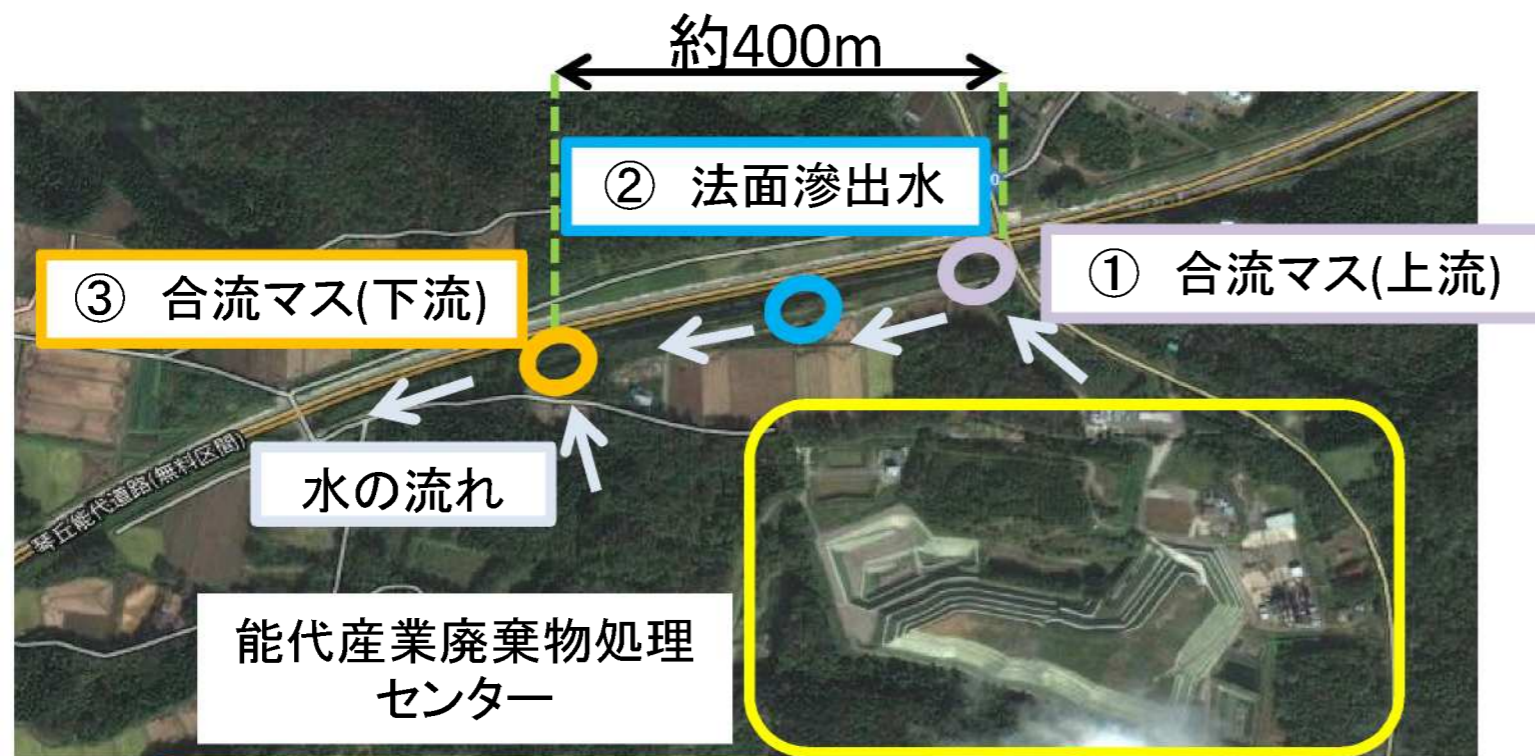 約400m
② 法面滲出水
① 合流マス(上流)
③ 合流マス(下流)
水の流れ
琴丘能代道路(無料区間)
能代産業廃棄物処理
センター